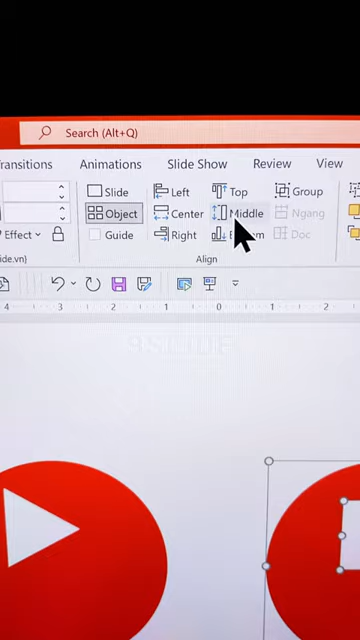 Search (Alt+Q)
Transitions Animations Slide Show Review View
Slide Left Top Group
Object Center Middle Ngang
Effect Guide Right Doc
ide.vn) Align
4 3 2 1 0 1 2